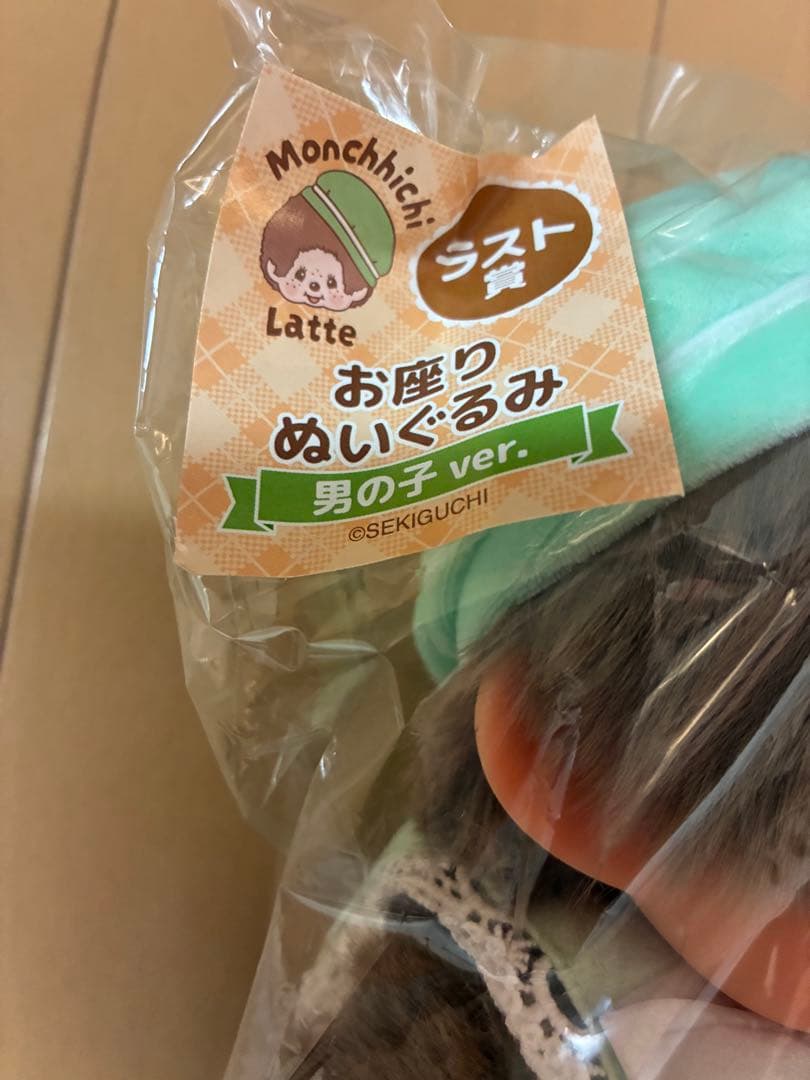 Monchhichi
Latte
ラスト
賞
お座り
ぬいぐるみ
男の子 ver.
©SEKIGUCHI